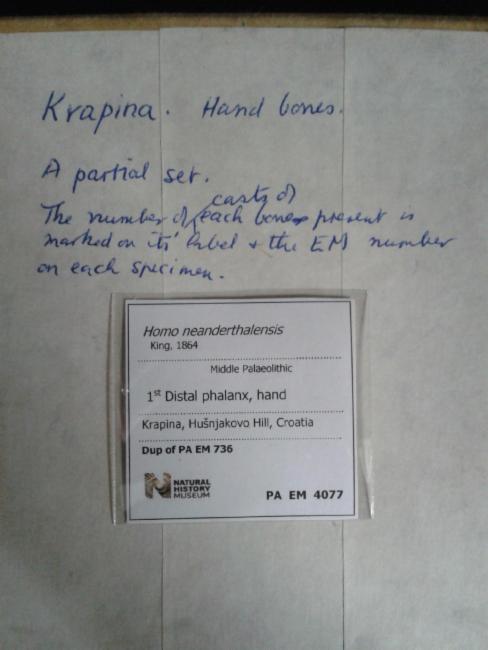 Krapina. Hand bones.
A partial set.
casts of
The number of each bones present is
marked on its' label + the EM number
on each specimen.
Homo neanderthalensis
King, 1864
Middle Palaeolithic
1st Distal phalanx, hand
Krapina, Hušnjakovo Hill, Croatia
Dup of PA EM 736
NATURAL
HISTORY
MUSEUM
PA EM 4077